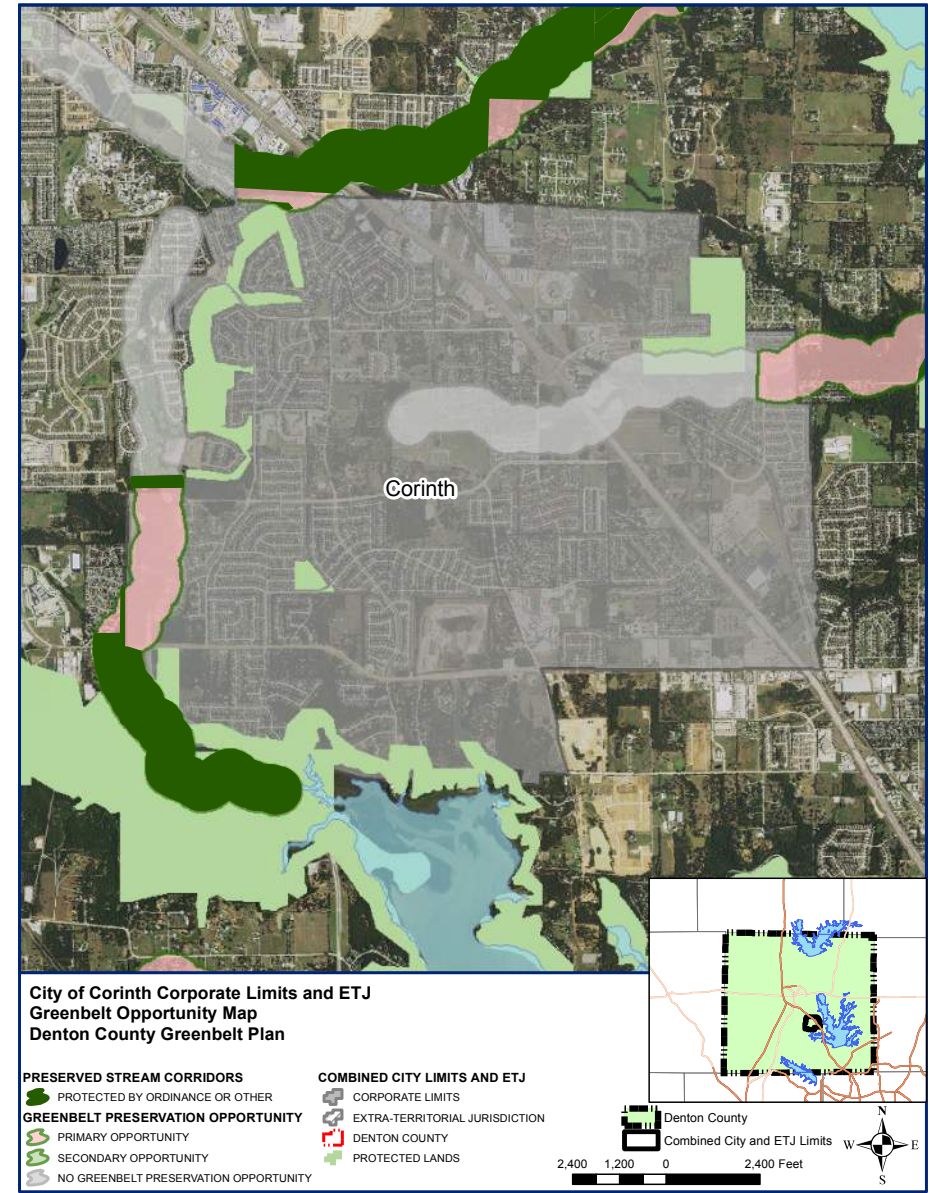 Corinth
City of Corinth Corporate Limits and ETJ
Greenbelt Opportunity Map
Denton County Greenbelt Plan
PRESERVED STREAM CORRIDORS
PROTECTED BY ORDINANCE OR OTHER
GREENBELT PRESERVATION OPPORTUNITY
PRIMARY OPPORTUNITY
SECONDARY OPPORTUNITY
NO GREENBELT PRESERVATION OPPORTUNITY
COMBINED CITY LIMITS AND ETJ
CORPORATE LIMITS
EXTRA-TERRITORIAL JURISDICTION
DENTON COUNTY
PROTECTED LANDS
Denton County
Combined City and ETJ Limits
2,400 1,200 0 2,400 Feet
N
W E
S